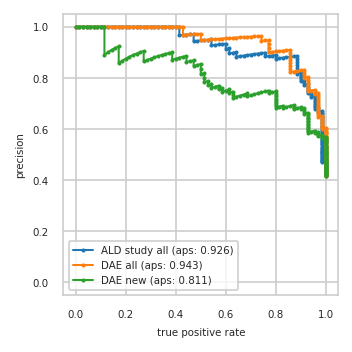 1.0
0.8
0.6
0.4
0.2
0.0
precision
ALD study all (aps: 0.926)
DAE all (aps: 0.943)
DAE new (aps: 0.811)
0.0 0.2 0.4 0.6 0.8 1.0
true positive rate